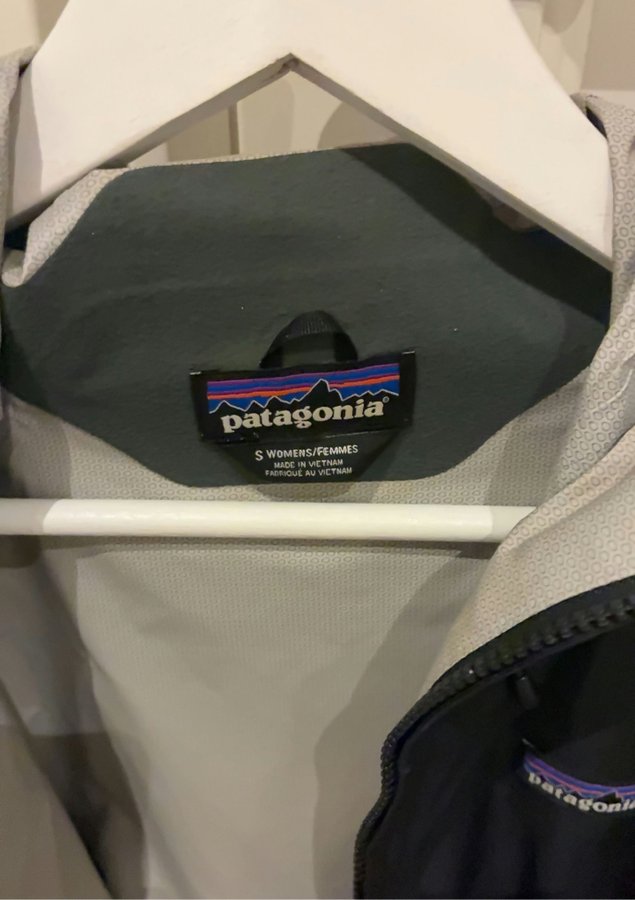 patagonia®
S WOMENS/FEMMES
MADE IN VIETNAM
FABRIQUÉ AU VIETNAM
patagonia